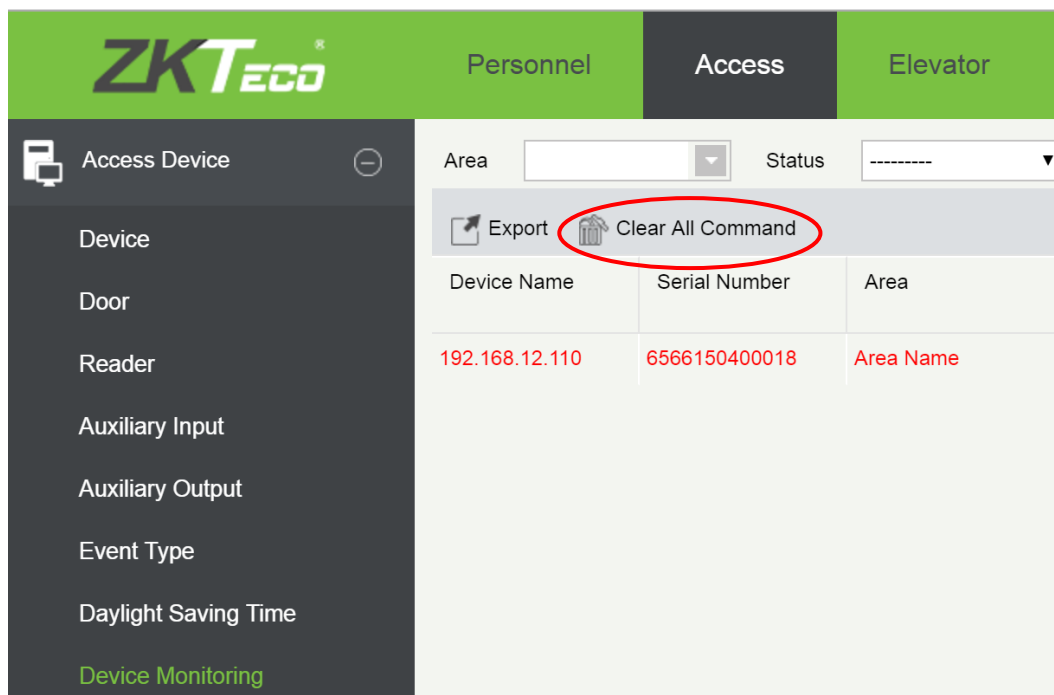 ZKTECO ® Personnel Access Elevator
Access Device
Device
Door
Reader
Auxiliary Input
Auxiliary Output
Event Type
Daylight Saving Time
Device Monitoring
Area Status ---------
Export Clear All Command
Device Name Serial Number Area
192.168.12.110 6566150400018 Area Name